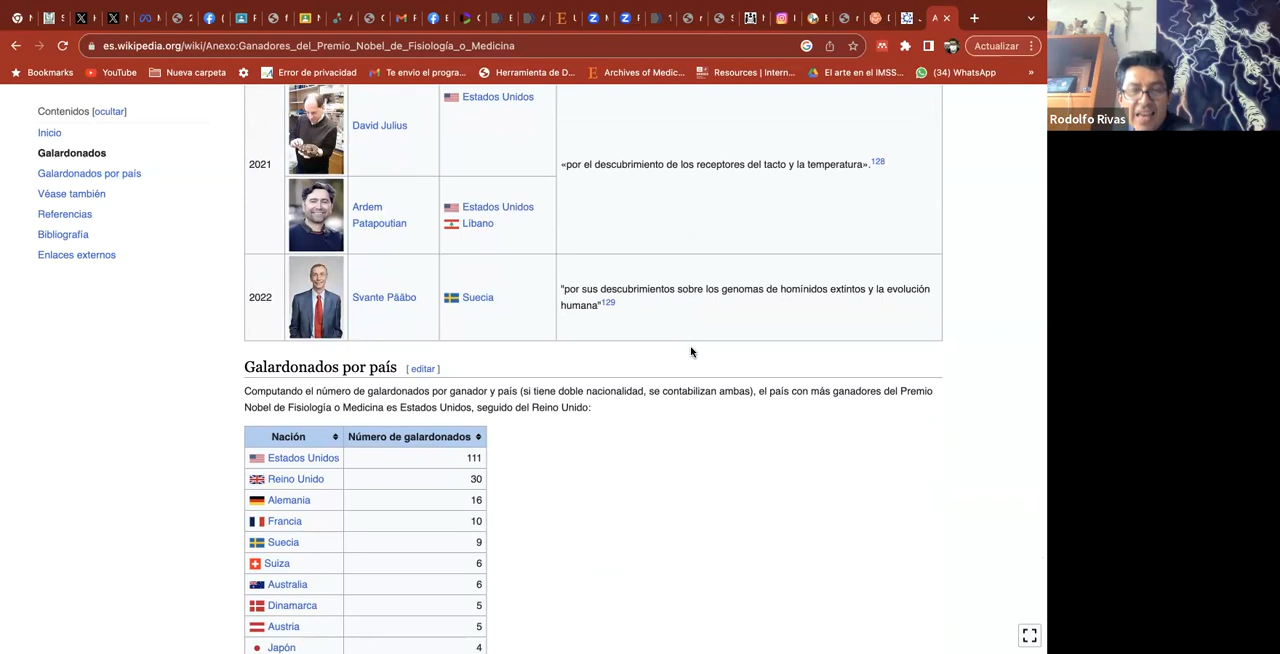 Actualizar
es.wikipedia.org/wiki/Anexo:Ganadores_del_Premio_Nobel_de_Fisiología_o_Medicina
Bookmarks YouTube Nueva carpeta Error de privacidad Te envio el progra... Herramienta de D... Archives of Medic... Resources | Intern... El arte en el IMSS... (34) WhatsApp »
Rodolfo Rivas
Contenidos [ocultar]
Inicio
Galardonados
Galardonados por país
Véase también
Referencias
Bibliografía
Enlaces externos
2021
David Julius
Estados Unidos
«por el descubrimiento de los receptores del tacto y la temperatura».128
Ardem
Patapoutian
Estados Unidos
Líbano
2022
Svante Pääbo
Suecia
"por sus descubrimientos sobre los genomas de homínidos extintos y la evolución
humana"129
Galardonados por país [ editar ]
Computando el número de galardonados por ganador y país (si tiene doble nacionalidad, se contabilizan ambas), el país con más ganadores del Premio
Nobel de Fisiología o Medicina es Estados Unidos, seguido del Reino Unido:
Nación Número de galardonados
Estados Unidos 111
Reino Unido 30
Alemania 16
Francia 10
Suecia 9
Suiza 6
Australia 6
Dinamarca 5
Austria 5
Japón 4